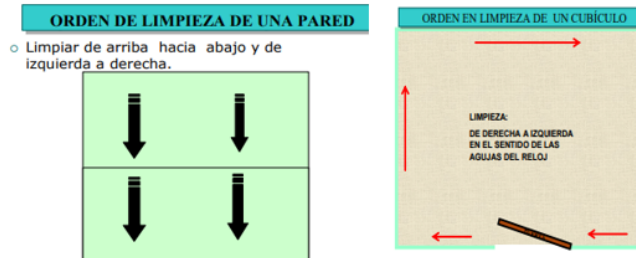 ORDEN DE LIMPIEZA DE UNA PARED
Limpiar de arriba hacia abajo y de
izquierda a derecha.
ORDEN EN LIMPIEZA DE UN CUBÍCULO
LIMPIEZA:
DE DERECHA A IZQUIERDA
EN EL SENTIDO DE LAS
AGUJAS DEL RELOJ